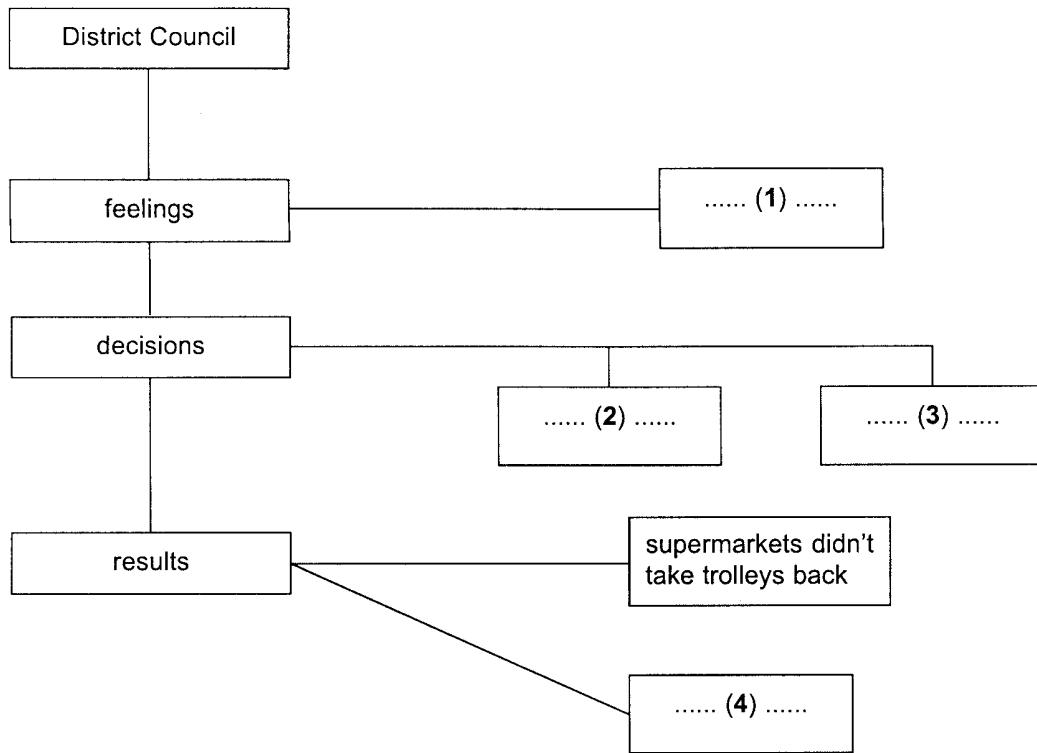 District Council
feelings
...... (1) ......
decisions
...... (2) ......
...... (3) ......
results
supermarkets didn't
take trolleys back
...... (4) ......